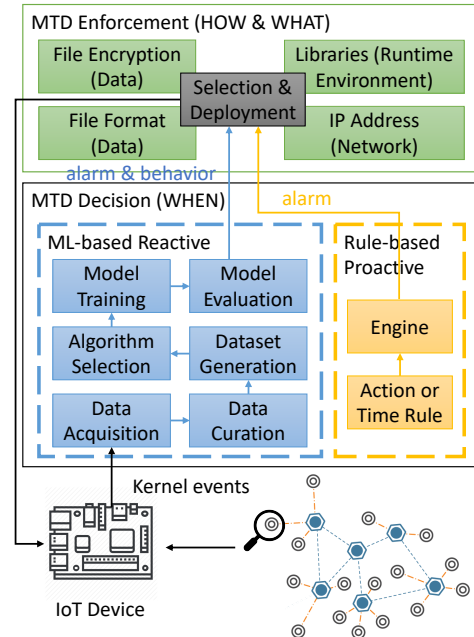 MTD Enforcement (HOW & WHAT)
File Encryption
(Data)
Libraries (Runtime
Environment)
Selection &
Deployment
File Format
(Data)
IP Address
(Network)
alarm & behavior
alarm
MTD Decision (WHEN)
ML-based Reactive
Rule-based
Proactive
Model
Training
Model
Evaluation
Engine
Algorithm
Selection
Dataset
Generation
Action or
Time Rule
Data
Acquisition
Data
Curation
Kernel events
IoT Device